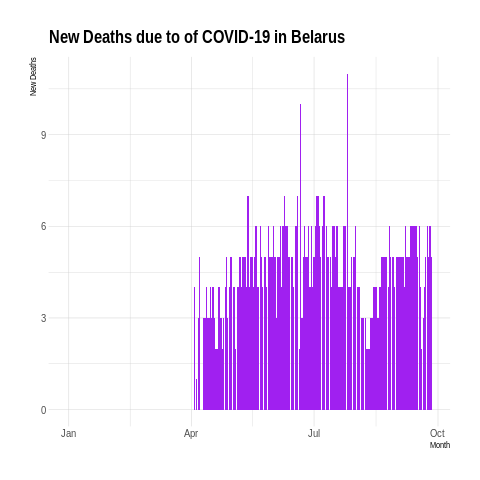 New Deaths due to of COVID-19 in Belarus
New Deaths
9
6
3
0
Jan Apr Jul Oct
Month